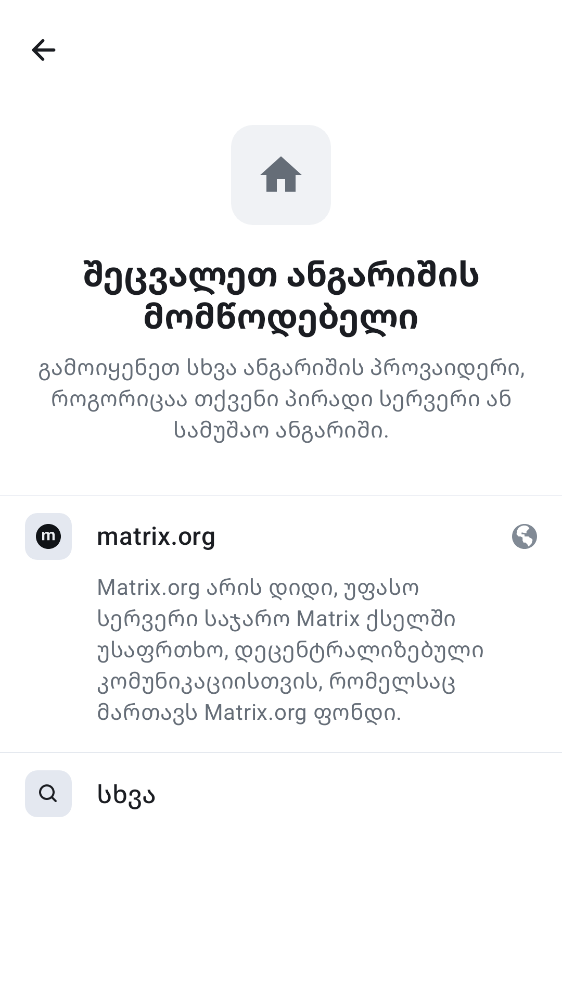 შეცვალეთ ანგარიშის
მომწოდებელი
გამოიყენეთ სხვა ანგარიშის პროვაიდერი,
როგორიცაა თქვენი პირადი სერვერი ან
სამუშაო ანგარიში.
m
matrix.org
Matrix.org არის დიდი, უფასო
სერვერი საჯარო Matrix ქსელში
უსაფრთხო, დეცენტრალიზებული
კომუნიკაციისთვის, რომელსაც
მართავს Matrix.org ფონდი.
სხვა